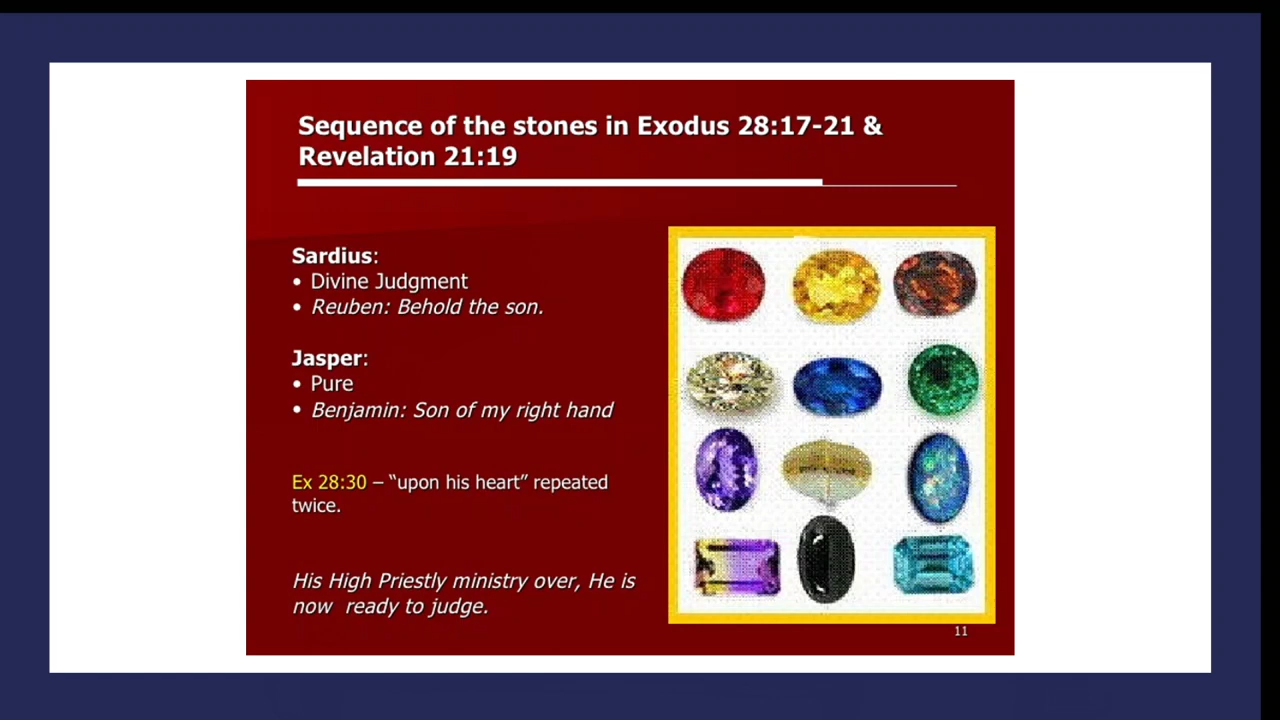 Sequence of the stones in Exodus 28:17-21 &
Revelation 21:19
Sardius:
• Divine Judgment
• Reuben: Behold the son.
Jasper:
• Pure
• Benjamin: Son of my right hand
Ex 28:30 – “upon his heart” repeated
twice.
His High Priestly ministry over, He is
now ready to judge.
11